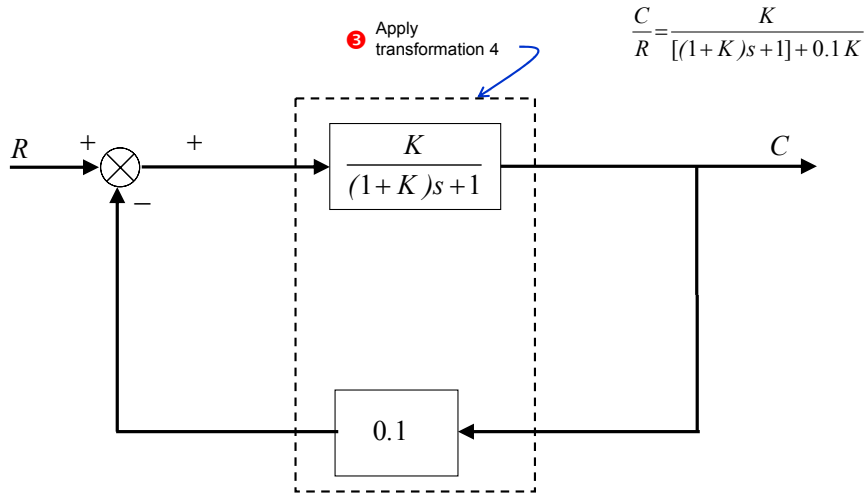 ❸ Apply
transformation 4
C/R = K/([(1+K)s+1]+0.1K)
R
+
+
−
K/((1+K)s+1)
C
0.1